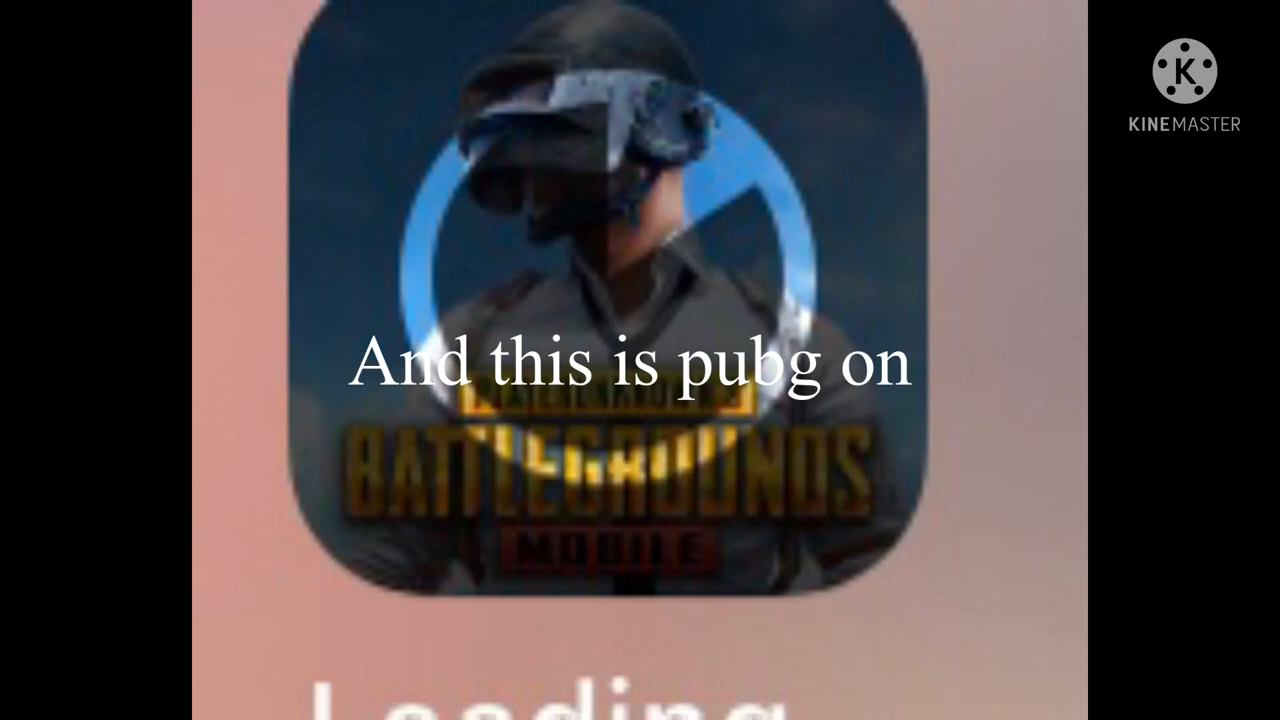 KINEMASTER
And this is pubg on
BATTLEGROUNDS
MOBILE
Loading